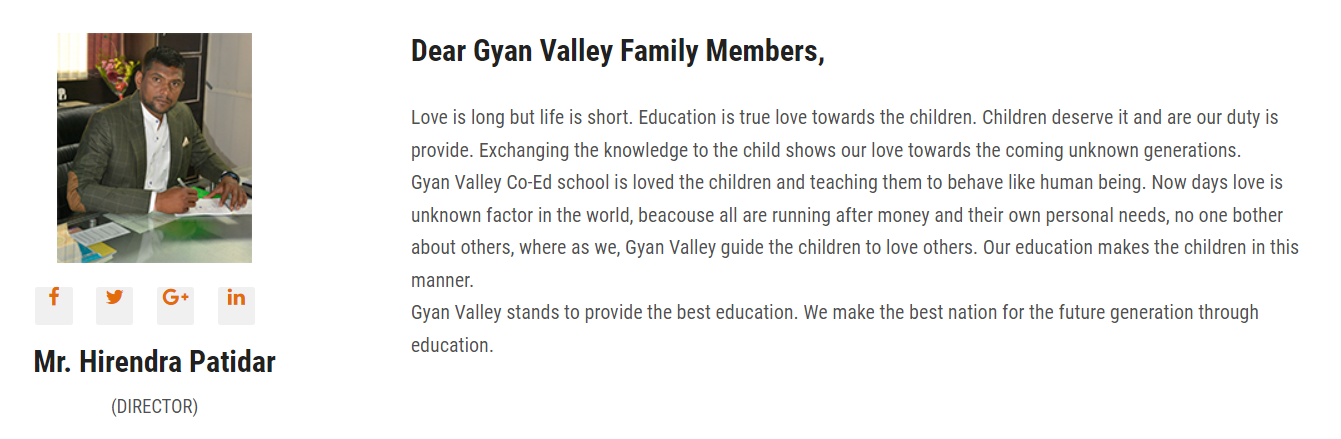 Dear Gyan Valley Family Members,
Love is long but life is short. Education is true love towards the children. Children deserve it and are our duty is
provide. Exchanging the knowledge to the child shows our love towards the coming unknown generations.
Gyan Valley Co-Ed school is loved the children and teaching them to behave like human being. Now days love is
unknown factor in the world, beacouse all are running after money and their own personal needs, no one bother
about others, where as we, Gyan Valley guide the children to love others. Our education makes the children in this
manner.
Gyan Valley stands to provide the best education. We make the best nation for the future generation through
education.
Mr. Hirendra Patidar
(DIRECTOR)